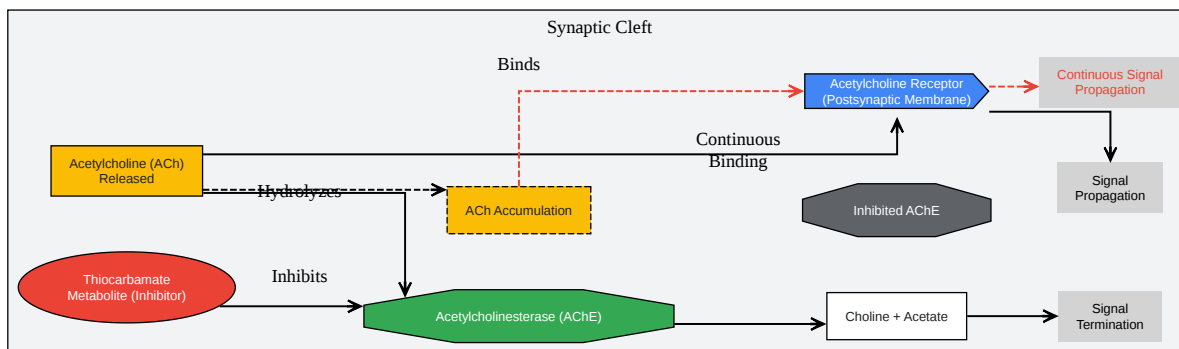 Synaptic Cleft
Binds
Acetylcholine Receptor
(Postsynaptic Membrane)
Continuous Signal
Propagation
Continuous
Binding
Acetylcholine (ACh)
Released
Hydrolyzes
ACh Accumulation
Inhibited AChE
Signal
Propagation
Thiocarbamate
Metabolite (Inhibitor)
Inhibits
Acetylcholinesterase (AChE)
Choline + Acetate
Signal
Termination